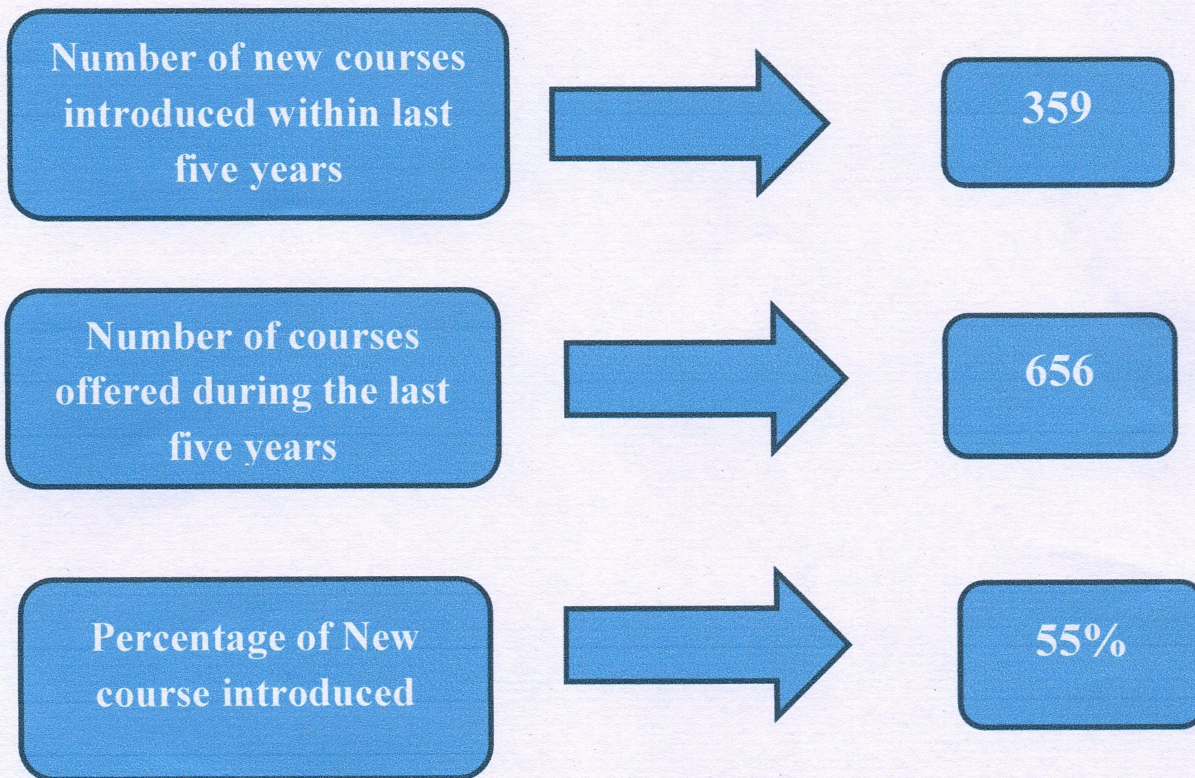 Number of new courses
introduced within last
five years
359
Number of courses
offered during the last
five years
656
Percentage of New
course introduced
55%